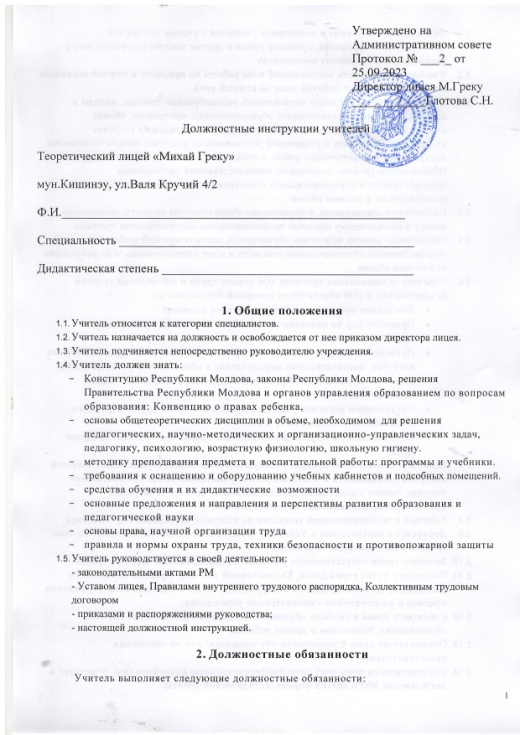 Утверждено на
Административном совете
Протокол № ___2_ от
25.09.2023
Директор лицея М.Греку
Глотова С.Н.
Должностные инструкции учителей
Теоретический лицей «Михай Греку»
мун.Кишинэу, ул.Валя Кручий 4/2
Ф.И.
Специальность
Дидактическая степень
1. Общие положения
1.1. Учитель относится к категории специалистов.
1.2. Учитель назначается на должность и освобождается от нее приказом директора лицея.
1.3. Учитель подчиняется непосредственно руководителю учреждения.
1.4. Учитель должен знать:
− Конституцию Республики Молдова, законы Республики Молдова, решения
Правительства Республики Молдова и органов управления образованием по вопросам
образования: Конвенцию о правах ребенка,
− основы общетеоретических дисциплин в объеме, необходимом для решения
педагогических, научно-методических и организационно-управленческих задач,
педагогику, психологию, возрастную физиологию, школьную гигиену.
− методику преподавания предмета и воспитательной работы: программы и учебники.
− требования к оснащению и оборудованию учебных кабинетов и подсобных помещений.
− средства обучения и их дидактические возможности
− основные предложения и направления и перспективы развития образования и
педагогической науки
− основы права, научной организации труда
− правила и нормы охраны труда, техники безопасности и противопожарной защиты
1.5. Учитель руководствуется в своей деятельности:
- законодательными актами РМ
- Уставом лицея, Правилами внутреннего трудового распорядка, Коллективным трудовым
договором
- приказами и распоряжениями руководства;
- настоящей должностной инструкцией.
2. Должностные обязанности
Учитель выполняет следующие должностные обязанности:
1